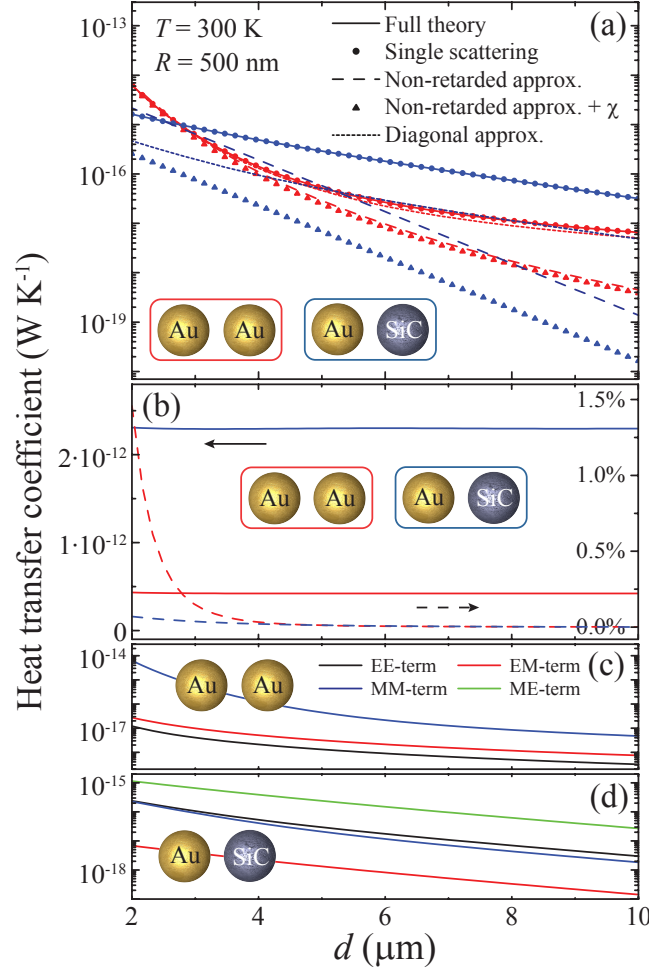 Heat transfer coefficient (W K⁻¹)
10⁻¹³
10⁻¹⁶
10⁻¹⁹
T = 300 K
R = 500 nm
(a)
Full theory
Single scattering
Non-retarded approx.
Non-retarded approx. + χ
Diagonal approx.
Au Au Au SiC
(b)
2·10⁻¹²
1·10⁻¹²
0
1.5%
1.0%
0.5%
0.0%
Au Au Au SiC
(c)
10⁻¹⁴
10⁻¹⁷
Au Au
EE-term EM-term
MM-term ME-term
(d)
10⁻¹⁵
10⁻¹⁸
Au SiC
2 4 6 8 10
d (μm)